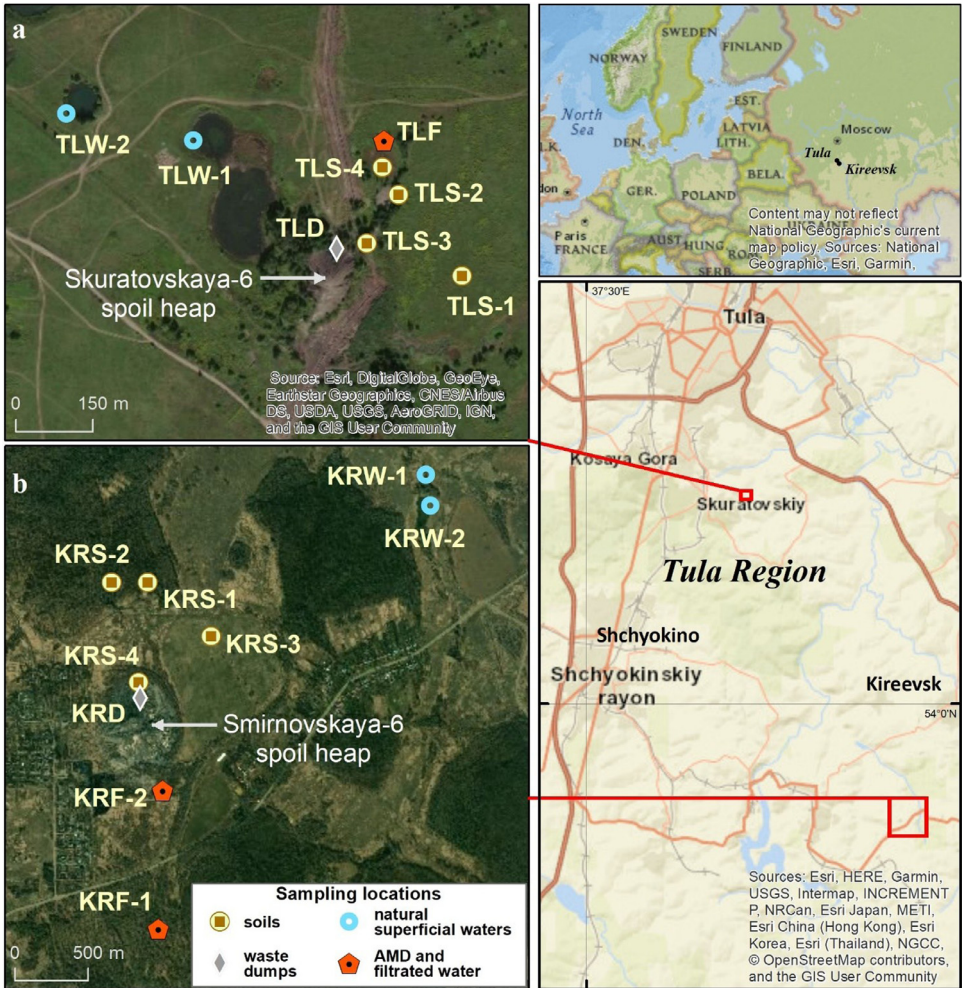 a
TLW-2
TLW-1
TLF
TLS-4
TLS-2
TLD
TLS-3
TLS-1
Skuratovskaya-6
spoil heap
0
150 m
Source: Esri, DigitalGlobe, GeoEye,
Earthstar Geographics, CNES/Airbus
DS, USDA, USGS, AeroGRID, IGN,
and the GIS User Community
b
KRW-1
KRW-2
KRS-2
KRS-1
KRS-3
KRS-4
KRD
Smirnovskaya-6
spoil heap
KRF-2
KRF-1
0
500 m
Sampling locations
soils
natural
superficial waters
waste
dumps
AMD and
filtrated water
SWEDEN
NORWAY
FINLAND
North
Sea
EST.
LATVIA
LITH.
DEN.
Moscow
Tula
Kireevsk
LK.
BELA.
GER.
POLAND
don
Paris
FRANCE
UKRAINE
AUST.
HUNG.
ROM.
SERB.
Content may not reflect
National Geographic's current
map policy. Sources: National
Geographic, Esri, Garmin,
37°30'E
Tula
Kosaya Gora
Skuratovskiy
Tula Region
Shchyokino
Shchyokinskiy
rayon
Kireevsk
54°0'N
Sources: Esri, HERE, Garmin,
USGS, Intermap, INCREMENT
P, NRCan, Esri Japan, METI,
Esri China (Hong Kong), Esri
Korea, Esri (Thailand), NGCC,
© OpenStreetMap contributors,
and the GIS User Community